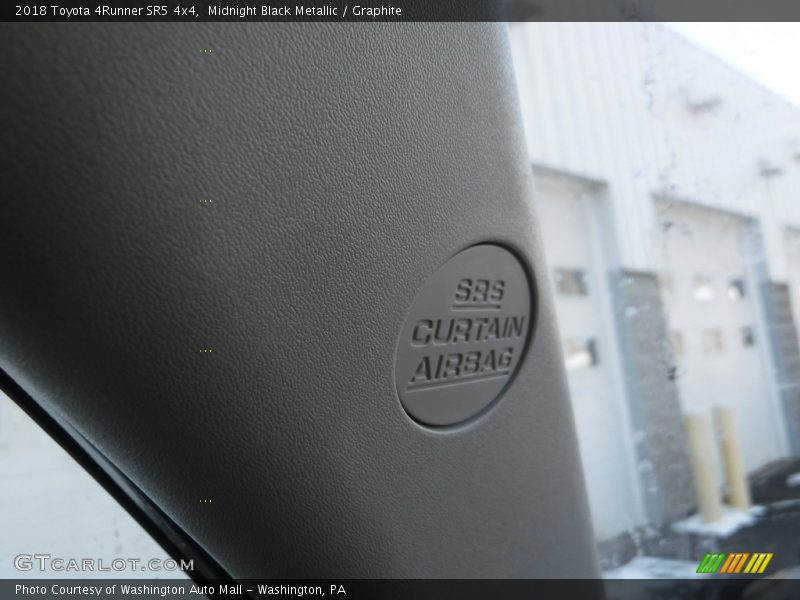 2018 Toyota 4Runner SR5 4x4,  Midnight Black Metallic / Graphite
SRS
CURTAIN
AIRBAG
GTCARLOT.COM
Photo Courtesy of Washington Auto Mall - Washington, PA